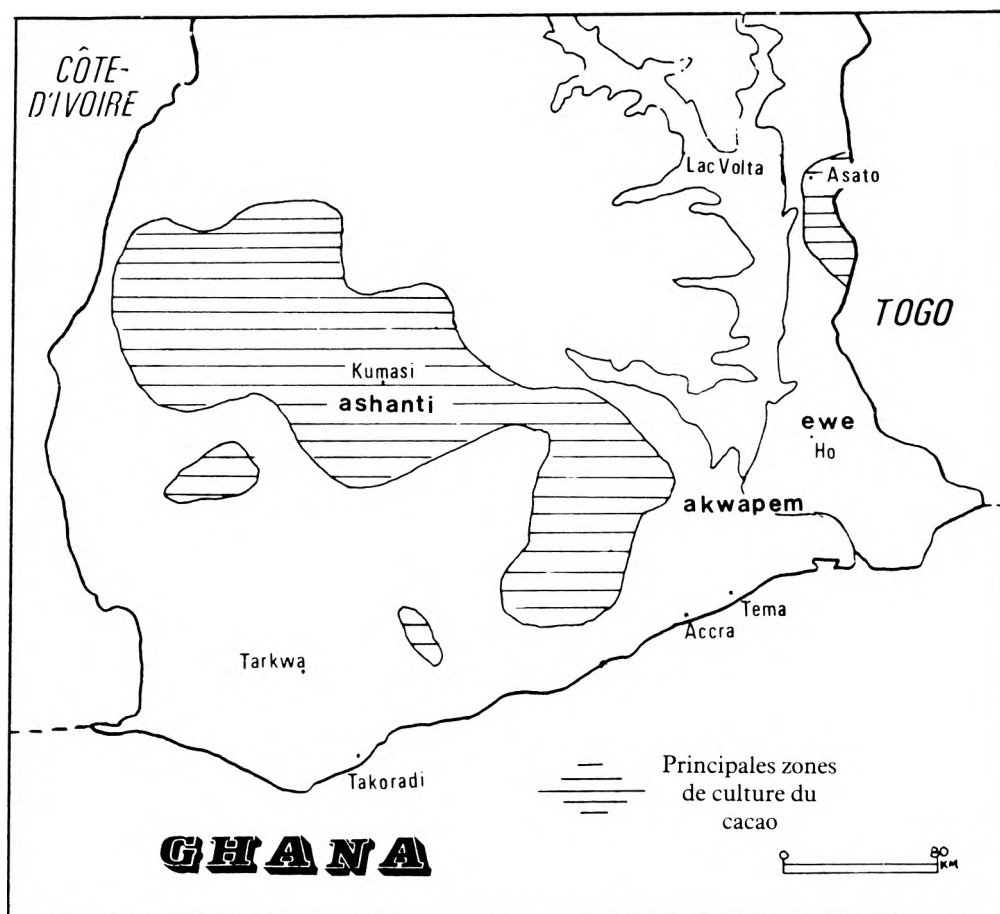 CÔTE-
D'IVOIRE
Lac Volta
Asato
TOGO
Kumasi
ashanti
ewe
Ho
akwapem
Tema
Accra
Tarkwa
Takoradi
Principales zones
de culture du
cacao
GHANA
0 80
KM